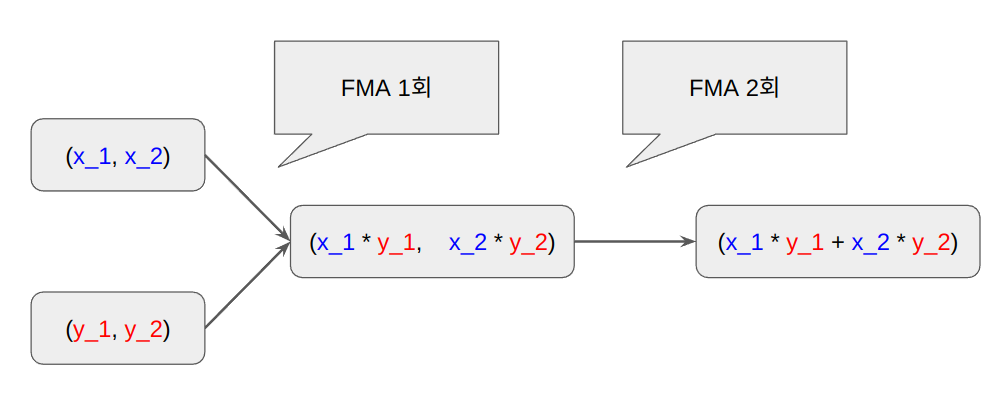 FMA 1회
FMA 2회
(x_1, x_2)
(x_1 * y_1, x_2 * y_2)
(x_1 * y_1 + x_2 * y_2)
(y_1, y_2)